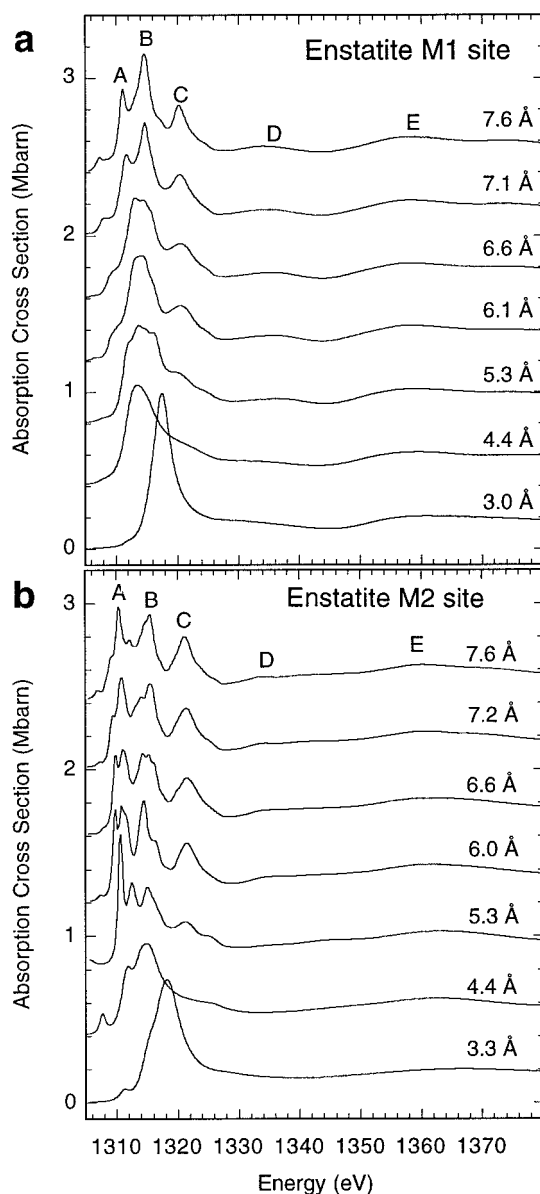 a
Enstatite M1 site
A
B
C
D
E
7.6 Å
7.1 Å
6.6 Å
6.1 Å
5.3 Å
4.4 Å
3.0 Å
3
2
1
0
Absorption Cross Section (Mbarn)
b
Enstatite M2 site
A
B
C
D
E
7.6 Å
7.2 Å
6.6 Å
6.0 Å
5.3 Å
4.4 Å
3.3 Å
3
2
1
0
Absorption Cross Section (Mbarn)
1310 1320 1330 1340 1350 1360 1370
Energy (eV)